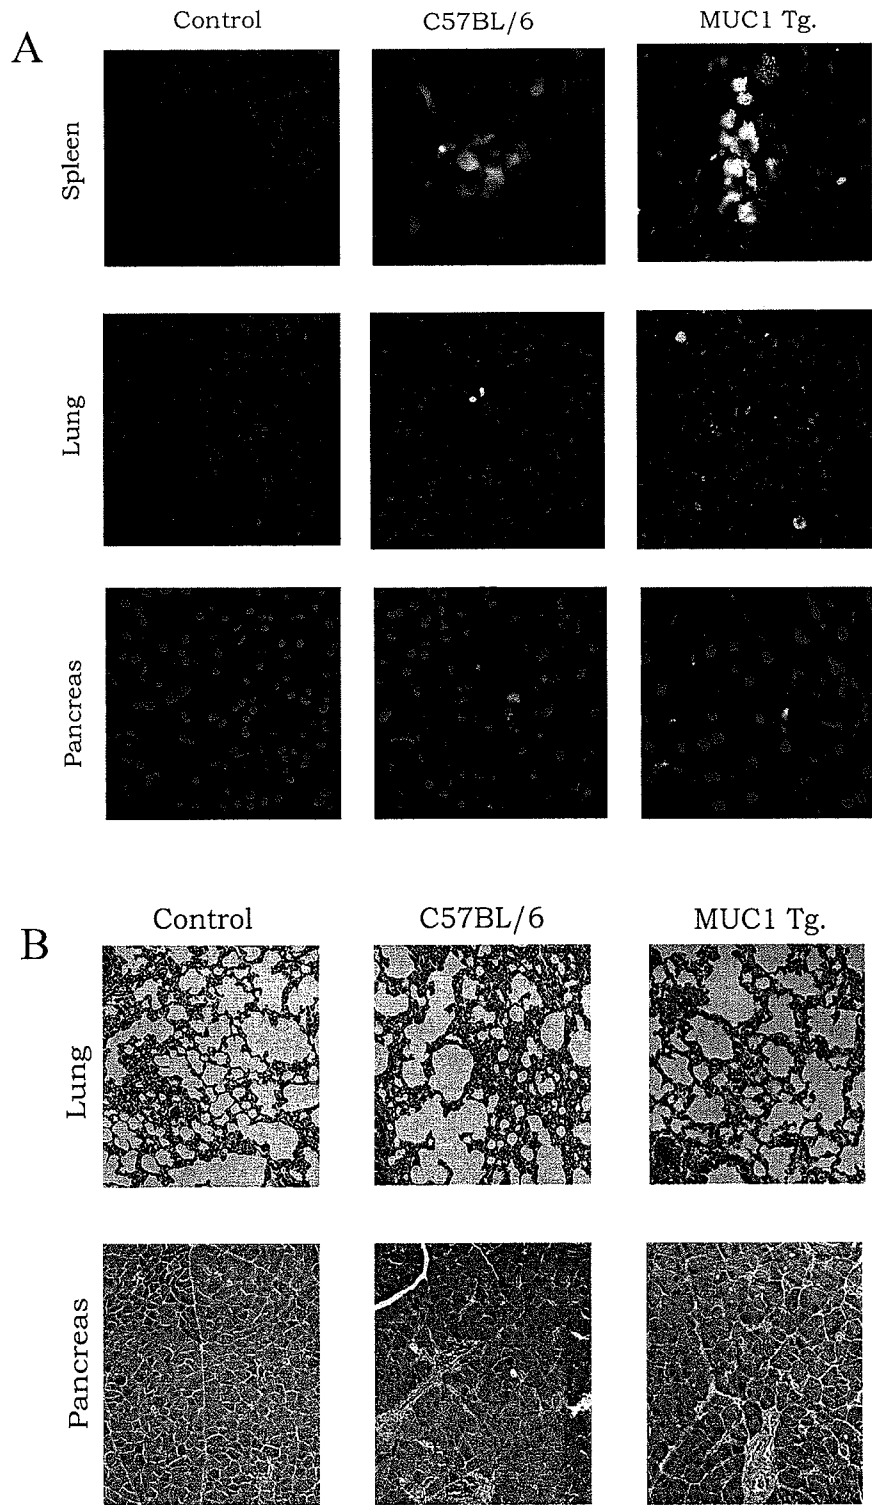 Control C57BL/6 MUC1 Tg.
A
Spleen
Lung
Pancreas
Control C57BL/6 MUC1 Tg.
B
Lung
Pancreas